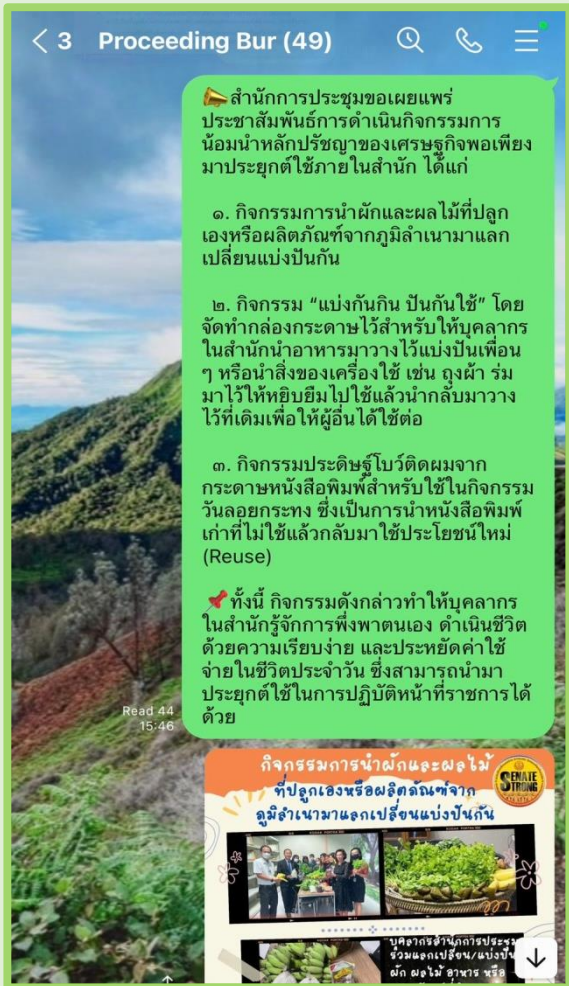 3 Proceeding Bur (49)
📣สำนักการประชุมขอเผยแพร่
ประชาสัมพันธ์การดำเนินกิจกรรมการ
น้อมนำหลักปรัชญาของเศรษฐกิจพอเพียง
มาประยุกต์ใช้ภายในสำนัก ได้แก่
๑. กิจกรรมการนำผักและผลไม้ที่ปลูก
เองหรือผลิตภัณฑ์จากภูมิลำเนามาแลก
เปลี่ยนแบ่งปันกัน
๒. กิจกรรม “แบ่งกันกิน ปันกันใช้” โดย
จัดทำกล่องกระดาษไว้สำหรับให้บุคลากร
ในสำนักนำอาหารมาวางไว้แบ่งปันเพื่อน
ๆ หรือนำสิ่งของเครื่องใช้ เช่น ถุงผ้า ร่ม
มาไว้ให้หยิบยืมไปใช้แล้วนำกลับมาวาง
ไว้ที่เดิมเพื่อให้ผู้อื่นได้ใช้ต่อ
๓. กิจกรรมประดิษฐ์โบว์ติดผมจาก
กระดาษหนังสือพิมพ์สำหรับใช้ในกิจกรรม
วันลอยกระทง ซึ่งเป็นการนำหนังสือพิมพ์
เก่าที่ไม่ใช้แล้วกลับมาใช้ประโยชน์ใหม่
(Reuse)
📌ทั้งนี้ กิจกรรมดังกล่าวทำให้บุคลากร
ในสำนักรู้จักการพึ่งพาตนเอง ดำเนินชีวิต
ด้วยความเรียบง่าย และประหยัดค่าใช้
จ่ายในชีวิตประจำวัน ซึ่งสามารถนำมา
ประยุกต์ใช้ในการปฏิบัติหน้าที่ราชการได้
ด้วย
Read 44
15:46
กิจกรรมการนำผักและผลไม้
ที่ปลูกเองหรือผลิตภัณฑ์จาก
ภูมิลำเนามาแลกเปลี่ยนแบ่งปันกัน
SENATE
STRONG
บุคลากรสำนักการประชุม
ร่วมแลกเปลี่ยน/แบ่งปัน
ผัก ผลไม้ อาหาร หรือ